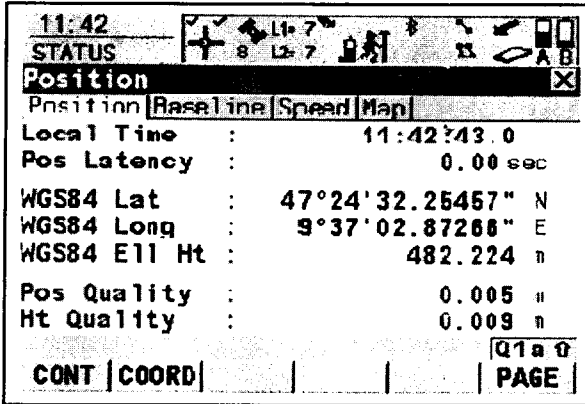 11:42
STATUS
8 L1= 7
L2= 7
A B
Position
Position Baseline Speed Map
Local Time : 11:42:43.0
Pos Latency : 0.00 sec
WGS84 Lat : 47°24'32.25457" N
WGS84 Long : 9°37'02.87266" E
WGS84 Ell Ht : 482.224 m
Pos Quality : 0.005 m
Ht Quality : 0.009 m
Q1a
CONT COORD PAGE